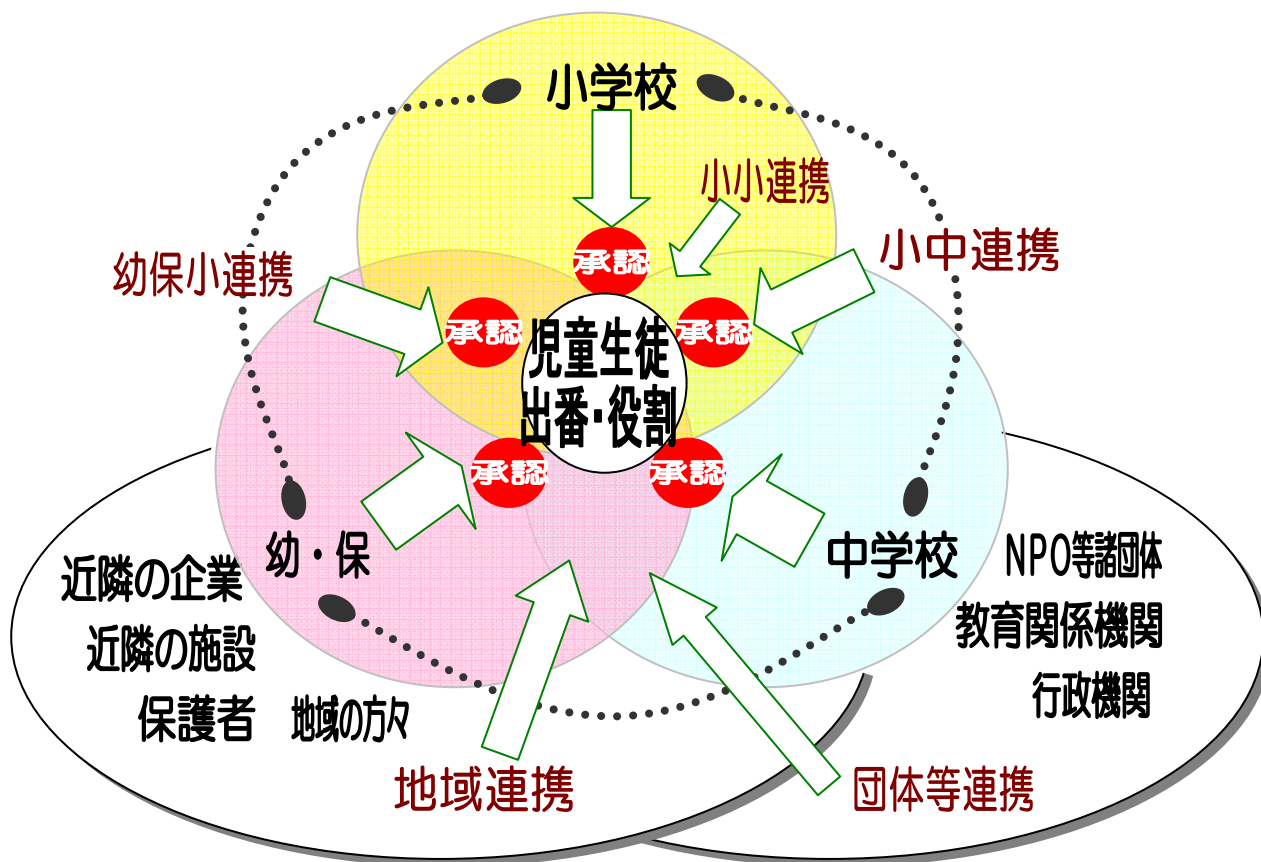 小学校
小小連携
小中連携
幼保小連携
承認
承認
承認
児童生徒
出番・役割
承認
承認
幼・保
中学校
NPO等諸団体
近隣の企業
教育関係機関
近隣の施設
行政機関
保護者
地域の方々
地域連携
団体等連携